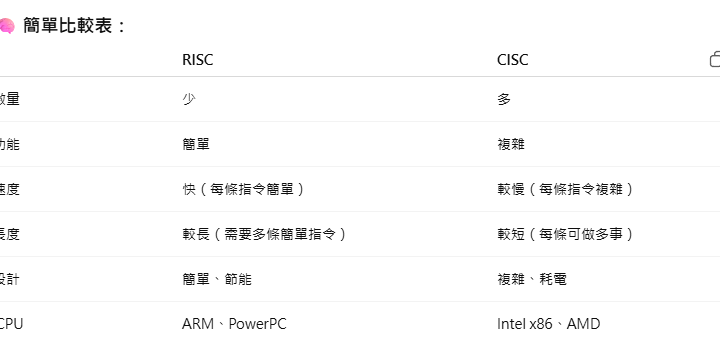 簡單比較表：
RISC CISC
數量 少 多
功能 簡單 複雜
速度 快（每條指令簡單） 較慢（每條指令複雜）
長度 較長（需要多條簡單指令） 較短（每條可做多事）
設計 簡單、節能 複雜、耗電
CPU ARM、PowerPC Intel x86、AMD